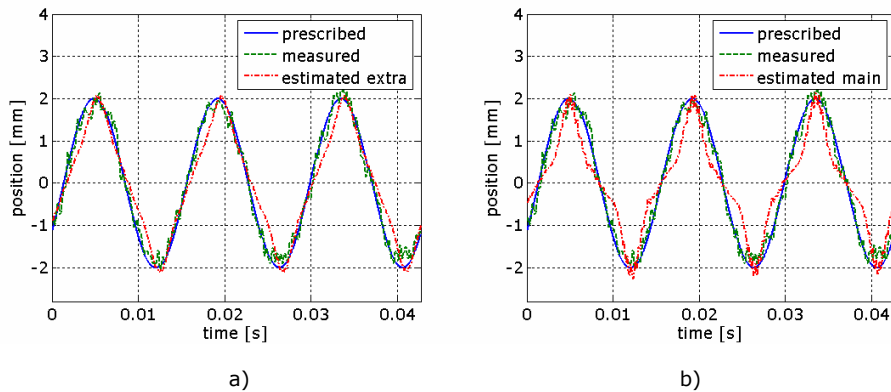 4
3
2
1
0
-1
-2
position [mm]
prescribed
measured
estimated extra
0
0.01
0.02
0.03
0.04
time [s]
a)
4
3
2
1
0
-1
-2
position [mm]
prescribed
measured
estimated main
0
0.01
0.02
0.03
0.04
time [s]
b)